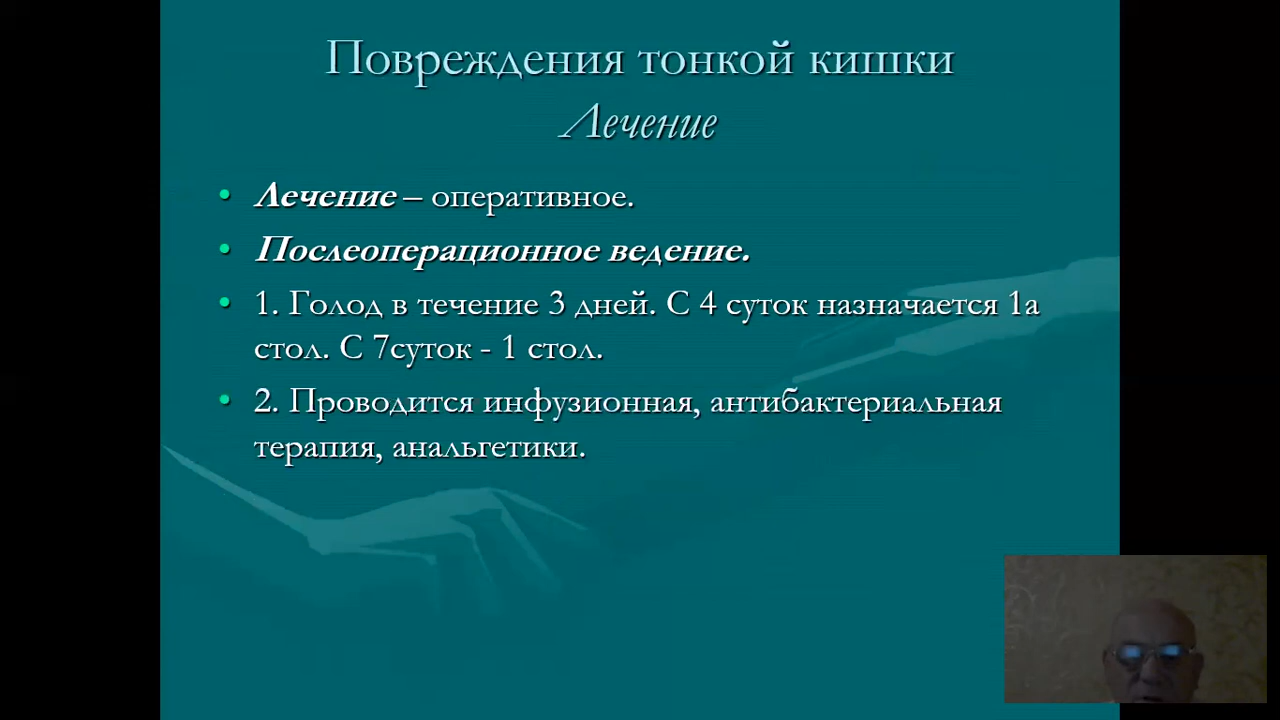 Повреждения тонкой кишки
Лечение
• Лечение – оперативное.
• Послеоперационное ведение.
• 1. Голод в течение 3 дней. С 4 суток назначается 1а
стол. С 7суток - 1 стол.
• 2. Проводится инфузионная, антибактериальная
терапия, анальгетики.